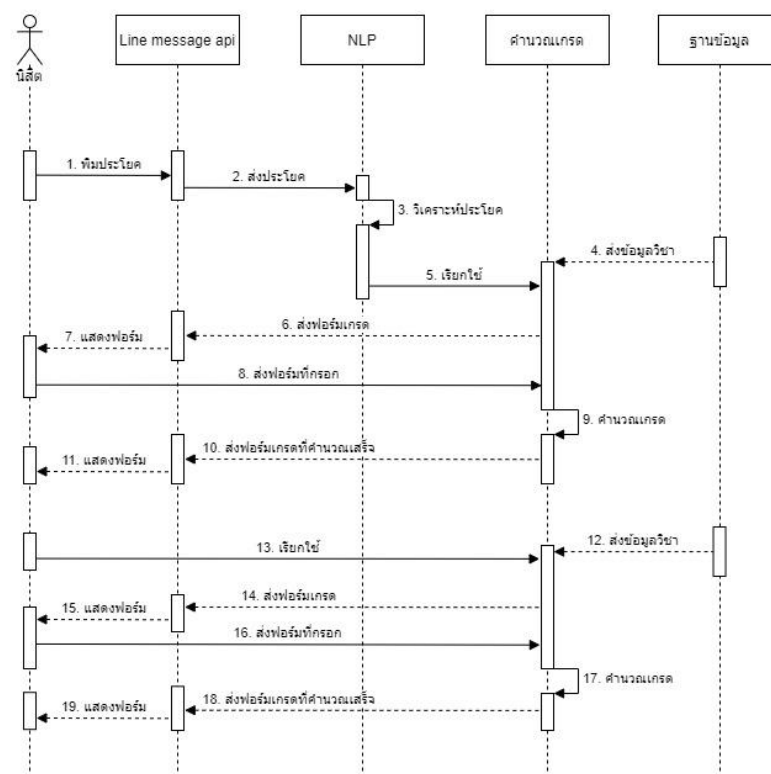 Line message api
NLP
คำนวณเกรด
ฐานข้อมูล
นิสิต
1. พิมประโยค
2. ส่งประโยค
3. วิเคราะห์ประโยค
4. ส่งข้อมูลวิชา
5. เรียกใช้
6. ส่งฟอร์มเกรด
7. แสดงฟอร์ม
8. ส่งฟอร์มที่กรอก
9. คำนวณเกรด
10. ส่งฟอร์มเกรดที่คำนวณเสร็จ
11. แสดงฟอร์ม
12. ส่งข้อมูลวิชา
13. เรียกใช้
14. ส่งฟอร์มเกรด
15. แสดงฟอร์ม
16. ส่งฟอร์มที่กรอก
17. คำนวณเกรด
18. ส่งฟอร์มเกรดที่คำนวณเสร็จ
19. แสดงฟอร์ม